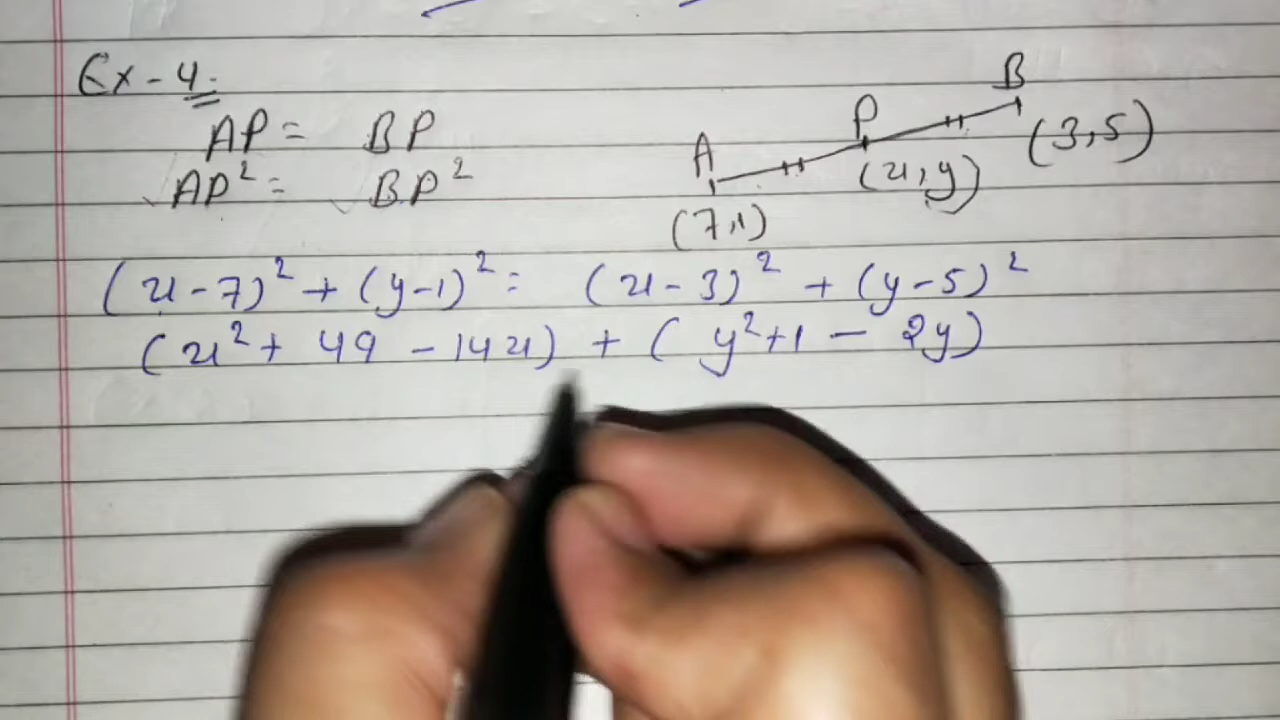 Ex - 4.
AP = BP
AP² = BP²
A
P
B
(7,1)
(x,y)
(3,5)
(x-7)² + (y-1)² = (x-3)² + (y-5)²
(x² + 49 - 14x) + (y²+1 - 2y)